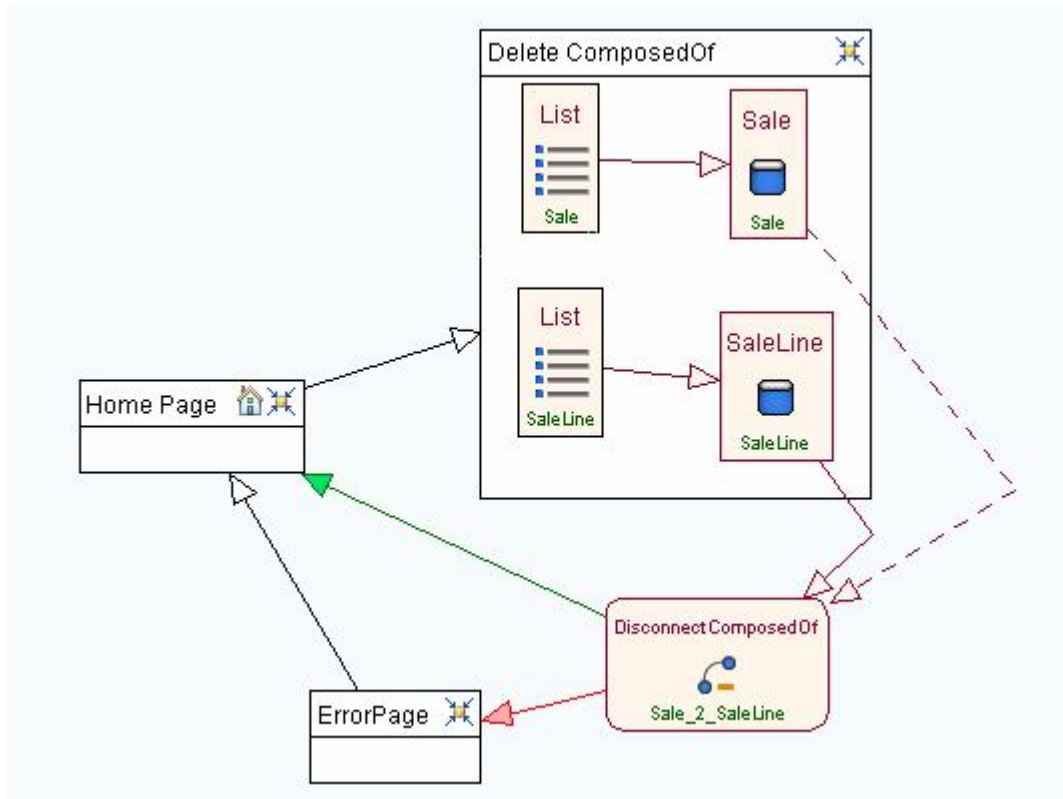 Delete ComposedOf
List
Sale
Sale
Sale
List
SaleLine
SaleLine
SaleLine
Home Page
DisconnectComposedOf
Sale_2_SaleLine
ErrorPage